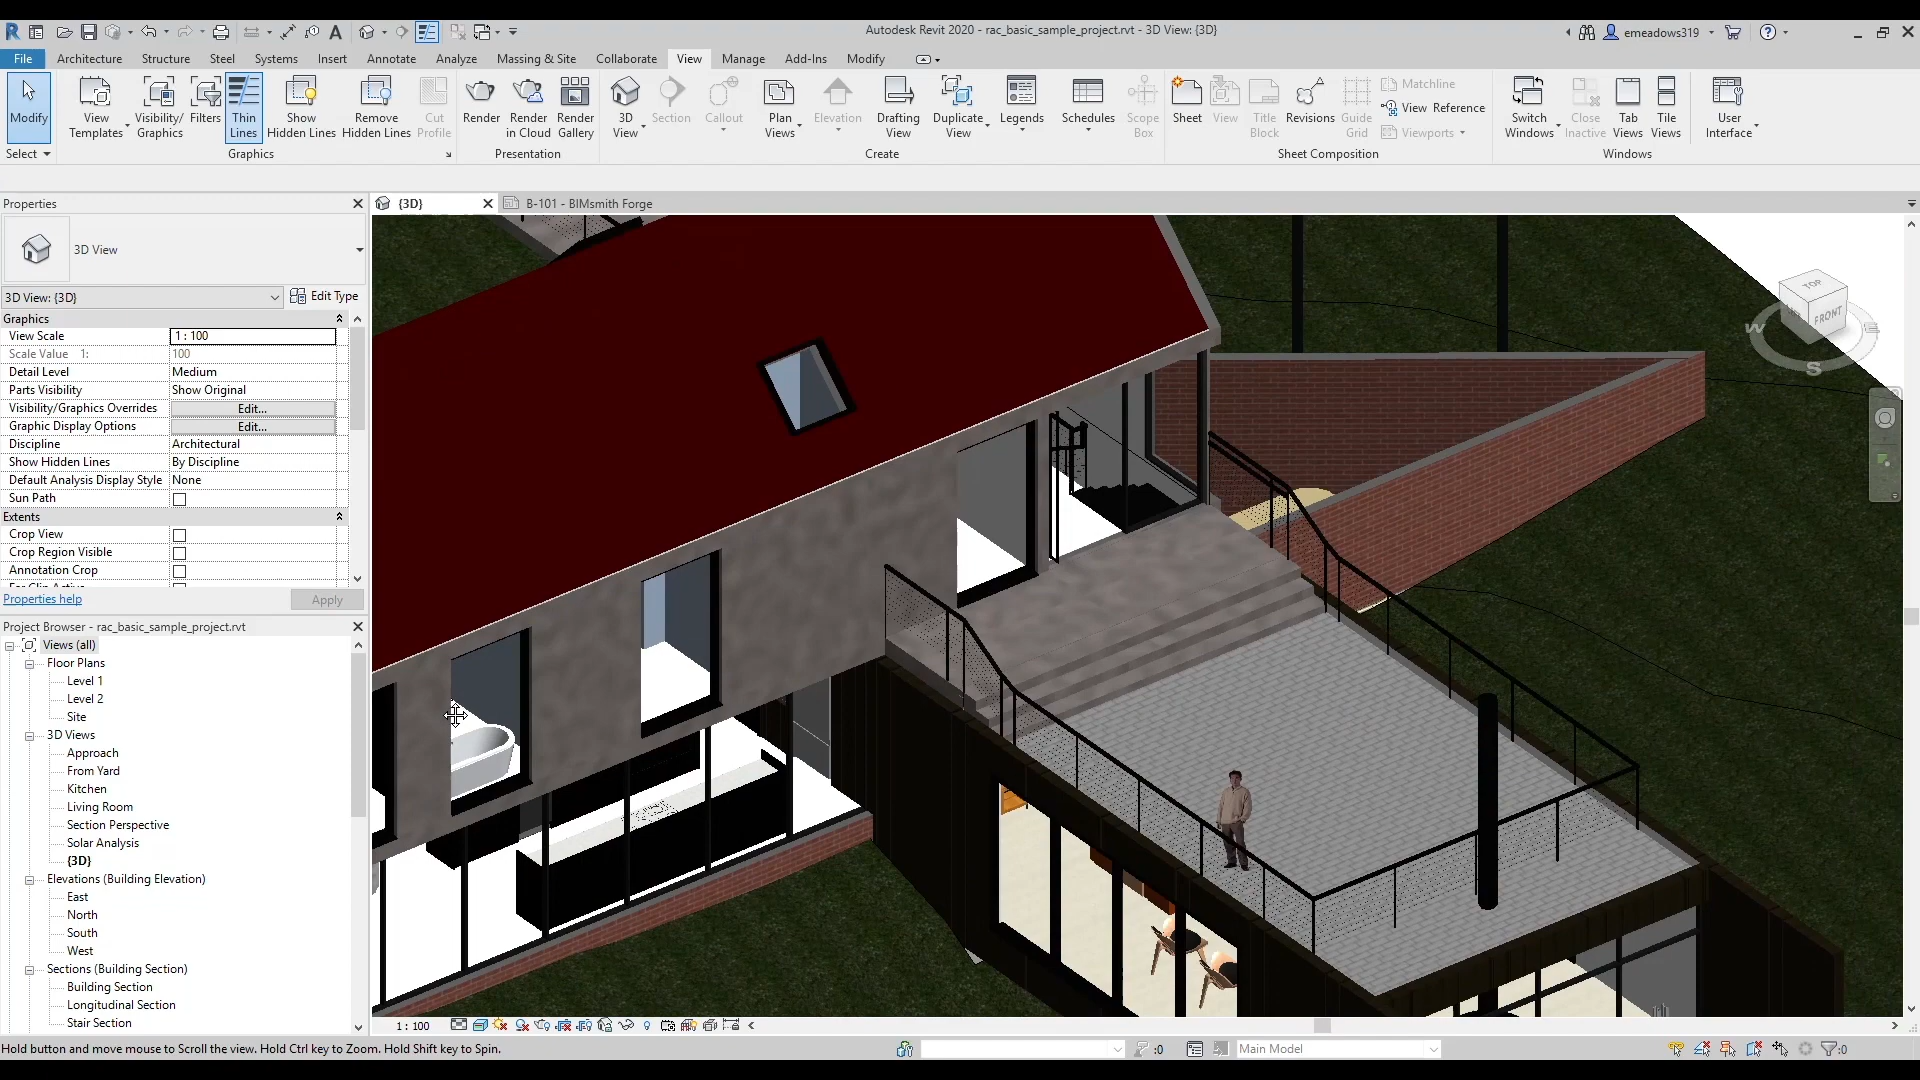 Autodesk Revit 2020 - rac_basic_sample_project.rvt - 3D View: {3D}
emeadows319
File Architecture Structure Steel Systems Insert Annotate Analyze Massing & Site Collaborate View Manage Add-Ins Modify
Modify
View Templates
Visibility/ Graphics
Filters
Thin Lines
Show Hidden Lines
Remove Hidden Lines
Cut Profile
Render
Render in Cloud
Render Gallery
3D View
Section
Callout
Plan Views
Elevation
Drafting View
Duplicate View
Legends
Schedules
Scope Box
Sheet
View
Title Block
Revisions
Guide Grid
Matchline
View Reference
Viewports
Switch Windows
Close Inactive
Tab Views
Tile Views
User Interface
Select Graphics Presentation Create Sheet Composition Windows
Properties
{3D}
B-101 - BIMsmith Forge
3D View
3D View: {3D} Edit Type
Graphics
View Scale 1 : 100
Scale Value 1: 100
Detail Level Medium
Parts Visibility Show Original
Visibility/Graphics Overrides Edit...
Graphic Display Options Edit...
Discipline Architectural
Show Hidden Lines By Discipline
Default Analysis Display Style None
Sun Path
Extents
Crop View
Crop Region Visible
Annotation Crop
Properties help Apply
Project Browser - rac_basic_sample_project.rvt
Views (all)
Floor Plans
Level 1
Level 2
Site
3D Views
Approach
From Yard
Kitchen
Living Room
Section Perspective
Solar Analysis
{3D}
Elevations (Building Elevation)
East
North
South
West
Sections (Building Section)
Building Section
Longitudinal Section
Stair Section
TOP
FRONT
W
E
S
1 : 100
Hold button and move mouse to Scroll the view. Hold Ctrl key to Zoom. Hold Shift key to Spin.
:0
Main Model
:0